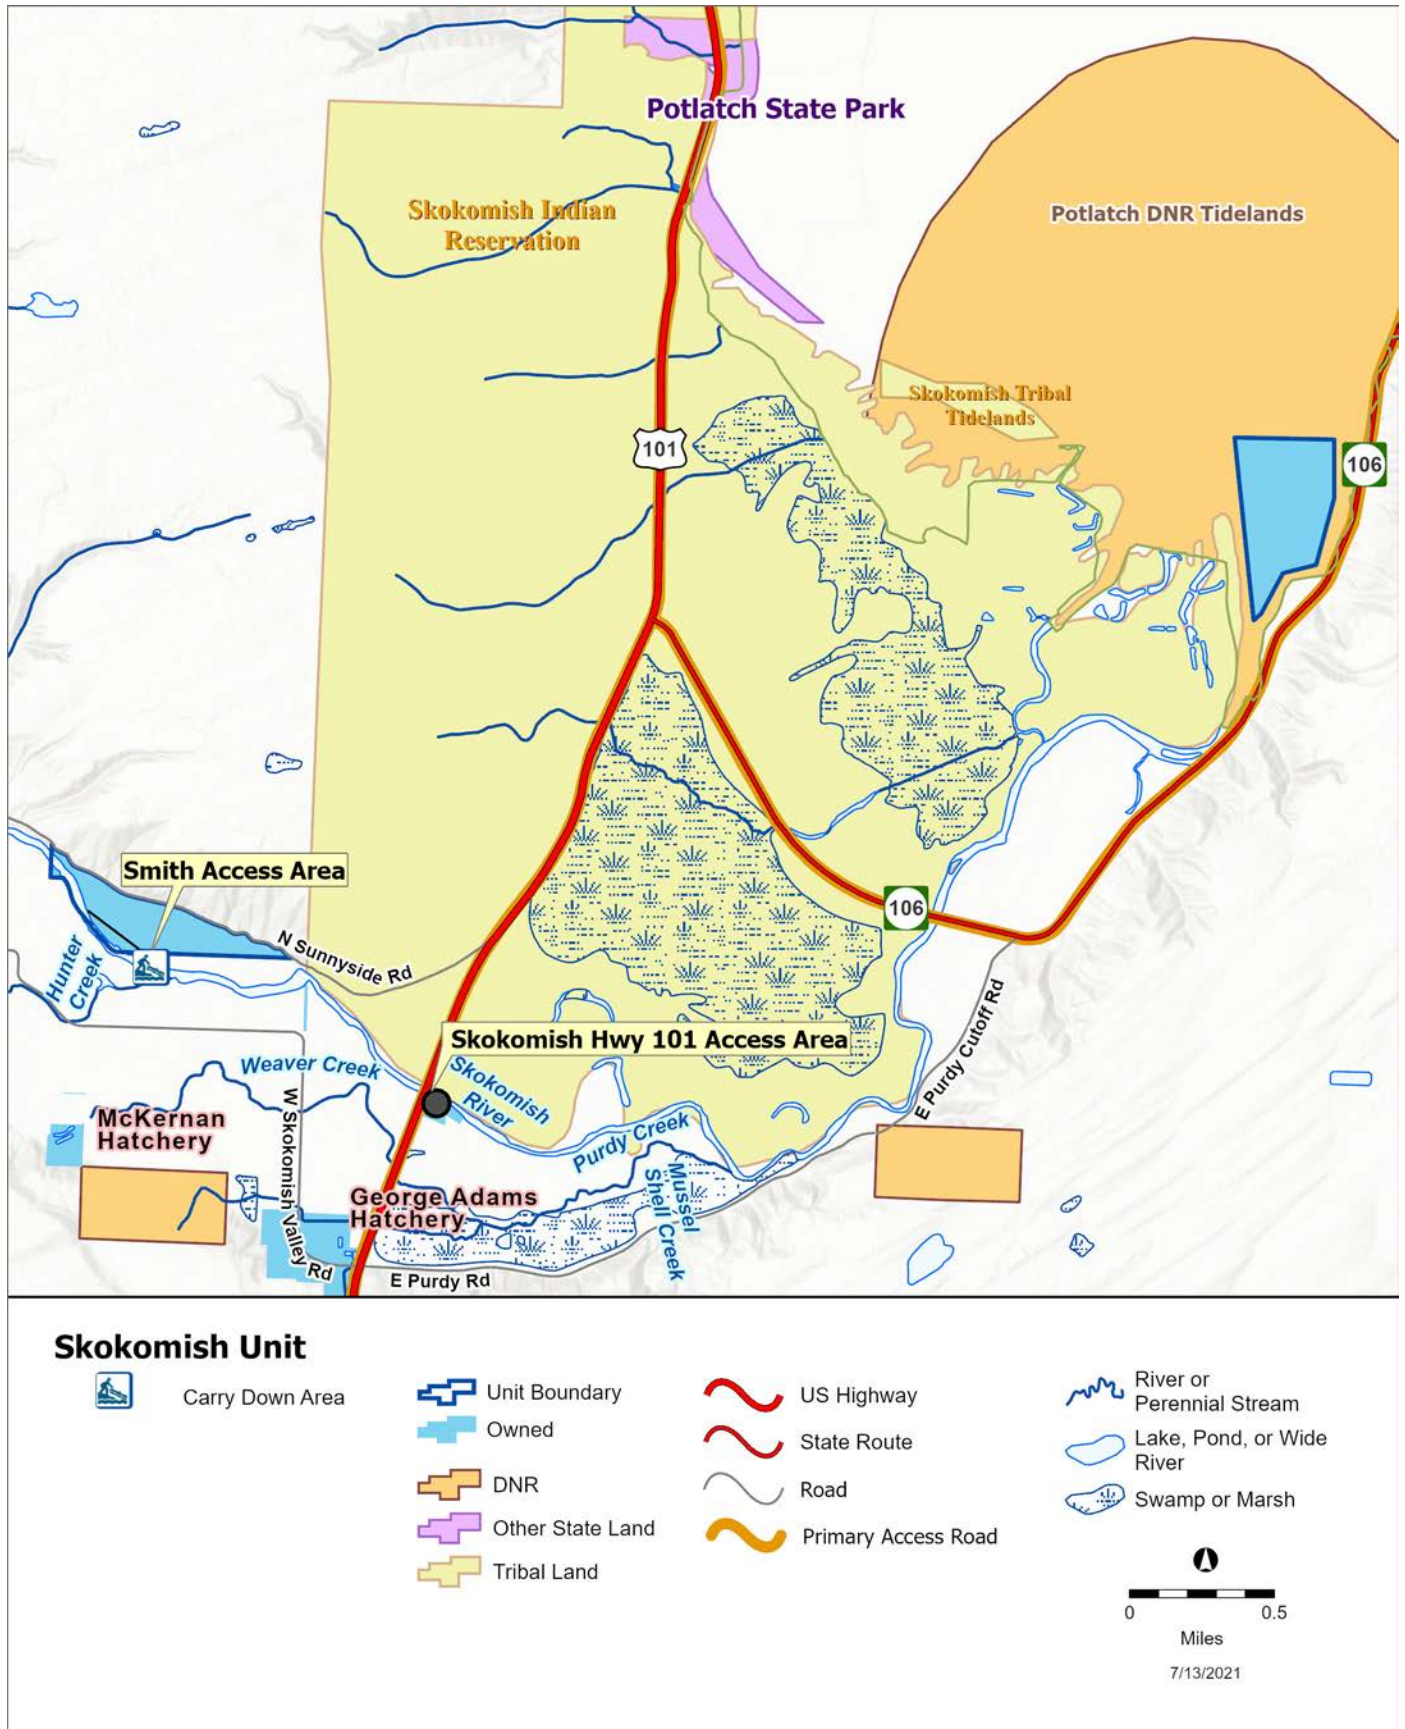 Potlatch State Park
Skokomish Indian
Reservation
Potlatch DNR Tidelands
Skokomish Tribal
Tidelands
101
106
Smith Access Area
106
N Sunnyside Rd
Hunter
Creek
Skokomish Hwy 101 Access Area
Weaver Creek
Skokomish
River
E Purdy Cutoff Rd
McKernan
Hatchery
W Skokomish Valley Rd
Purdy Creek
Mussel
Shell Creek
George Adams
Hatchery
E Purdy Rd
Skokomish Unit
Carry Down Area
Unit Boundary
Owned
DNR
Other State Land
Tribal Land
US Highway
State Route
Road
Primary Access Road
River or
Perennial Stream
Lake, Pond, or Wide
River
Swamp or Marsh
0 0.5
Miles
7/13/2021